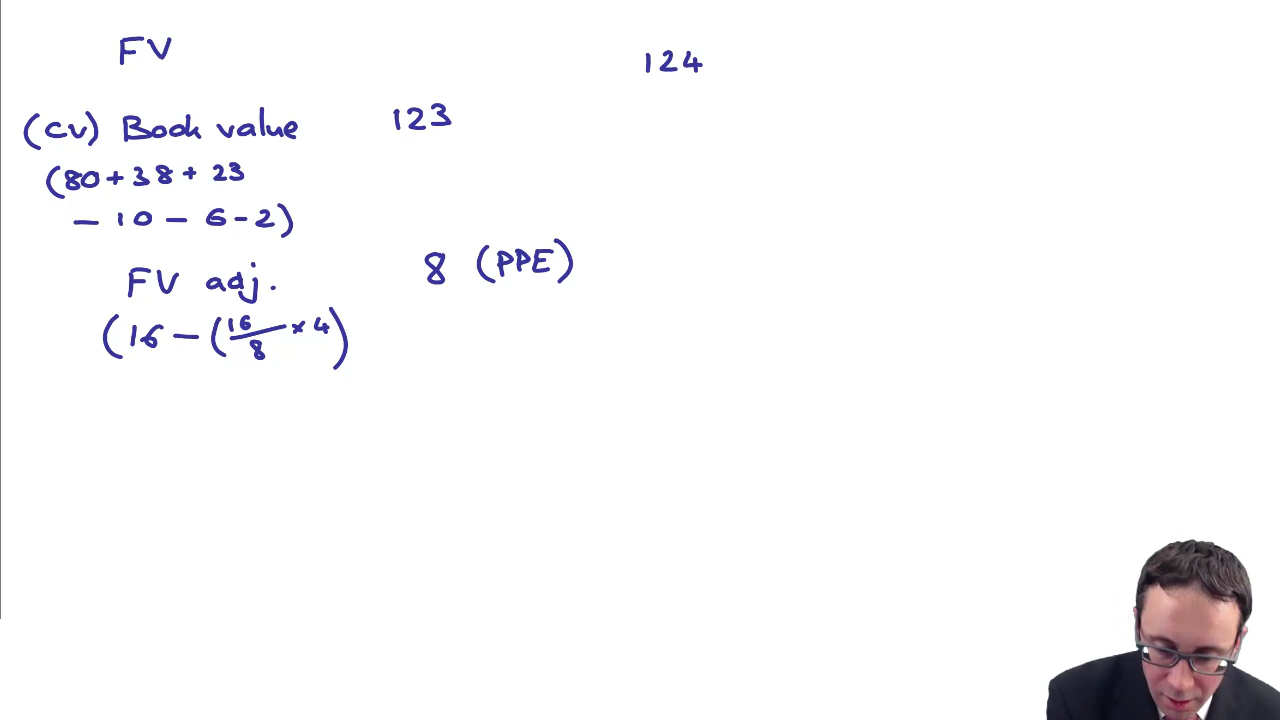 FV 124
(CV) Book value 123
(80 + 38 + 23
- 10 - 6 - 2)
FV adj. 8 (PPE)
(16 - (16/8 × 4)